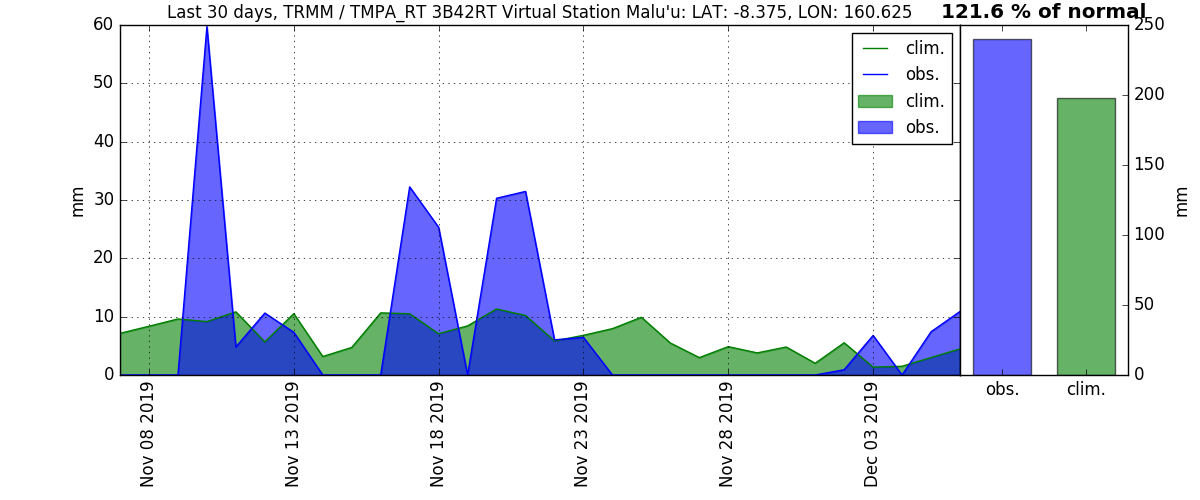 Last 30 days, TRMM / TMPA_RT 3B42RT Virtual Station Malu'u: LAT: -8.375, LON: 160.625
121.6 % of normal
60
50
40
30
20
10
0
mm
clim.
obs.
clim.
obs.
Nov 08 2019
Nov 13 2019
Nov 18 2019
Nov 23 2019
Nov 28 2019
Dec 03 2019
250
200
150
100
50
0
mm
obs.
clim.